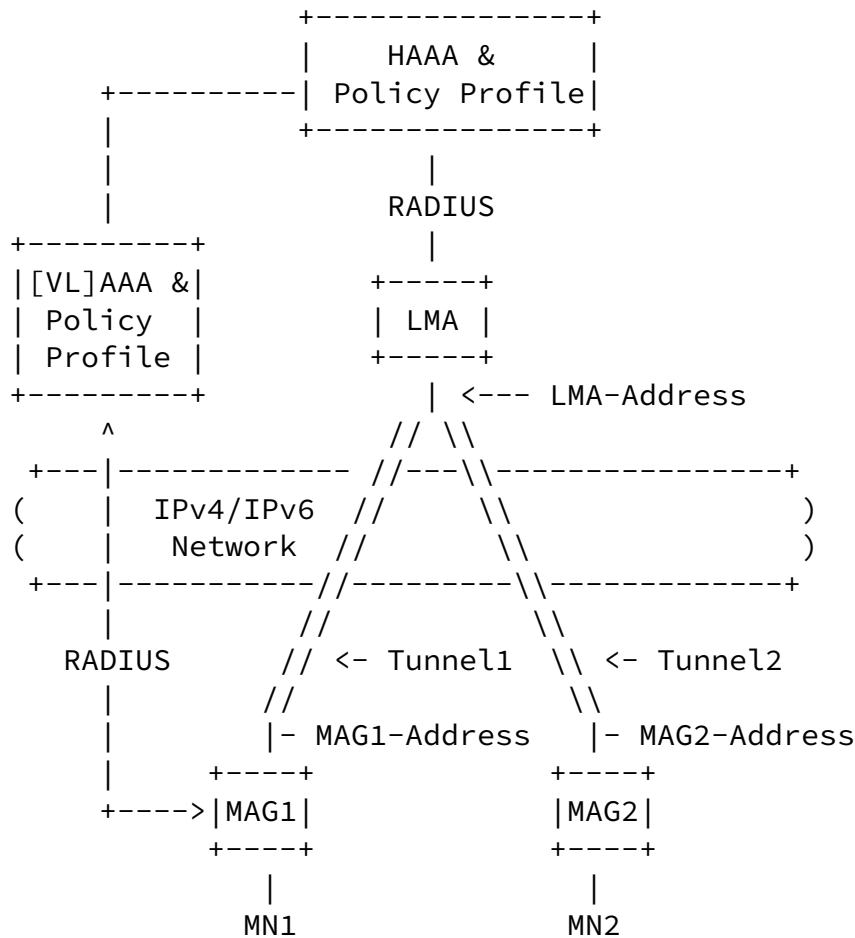 HAAA &
Policy Profile
RADIUS
[VL]AAA &
Policy
LMA
Profile
<--- LMA-Address
IPv4/IPv6
Network
RADIUS <- Tunnel1 <- Tunnel2
MAG1-Address MAG2-Address
MAG1 MAG2
MN1 MN2